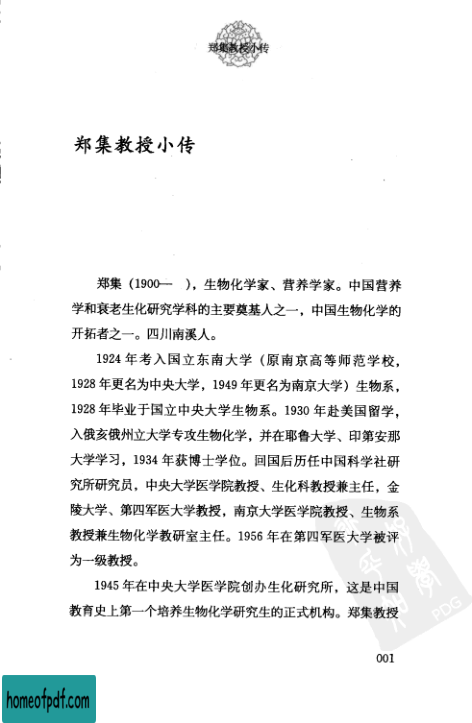 郑集教授小传
郑集教授小传
郑集（1900—　），生物化学家、营养学家。中国营养
学和衰老生化研究学科的主要奠基人之一，中国生物化学的
开拓者之一。四川南溪人。
1924 年考入国立东南大学（原南京高等师范学校，
1928 年更名为中央大学，1949 年更名为南京大学）生物系，
1928 年毕业于国立中央大学生物系。1930 年赴美国留学，
入俄亥俄州立大学专攻生物化学，并在耶鲁大学、印第安那
大学学习，1934 年获博士学位。回国后历任中国科学社研
究所研究员，中央大学医学院教授、生化科教授兼主任，金
陵大学、第四军医大学教授，南京大学医学院教授、生物系
教授兼生物化学教研室主任。1956 年在第四军医大学被评
为一级教授。
1945 年在中央大学医学院创办生化研究所，这是中国
教育史上第一个培养生物化学研究生的正式机构。郑集教授
PDG
001
homeofpdf.com